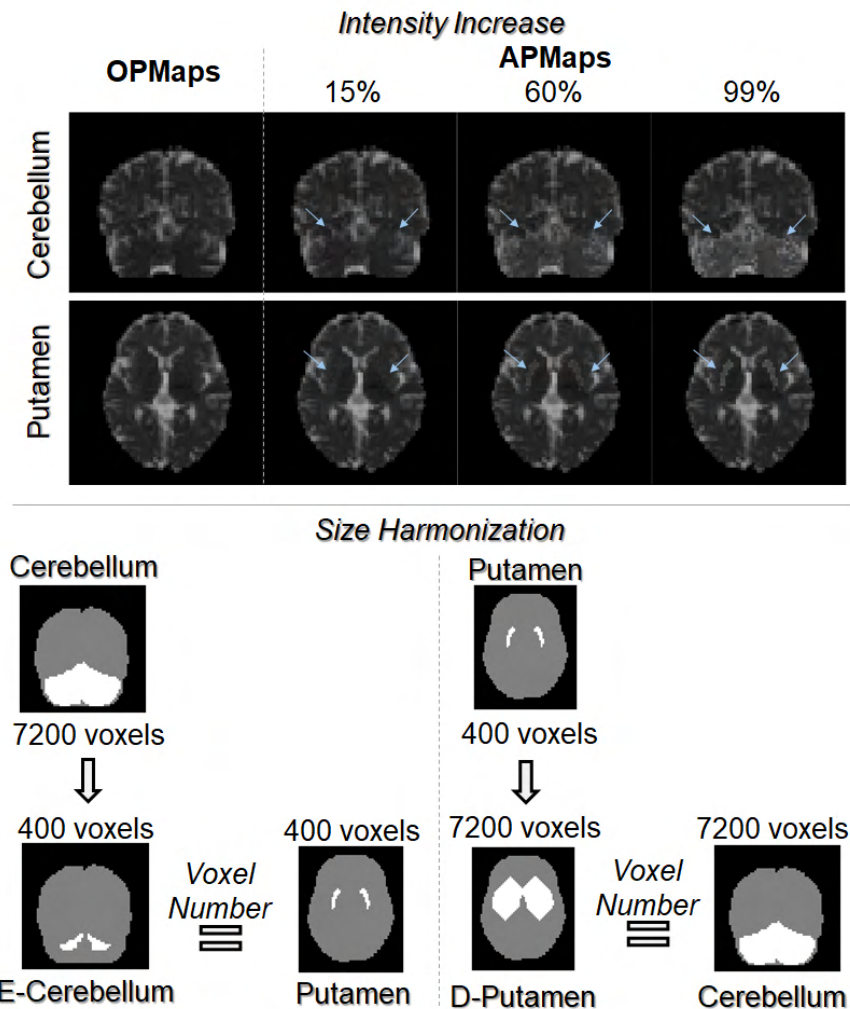 Intensity Increase
OPMaps
APMaps
15%
60%
99%
Cerebellum
Putamen
Size Harmonization
Cerebellum
7200 voxels
400 voxels
E-Cerebellum
Voxel
Number
400 voxels
Putamen
Putamen
400 voxels
7200 voxels
D-Putamen
Voxel
Number
7200 voxels
Cerebellum